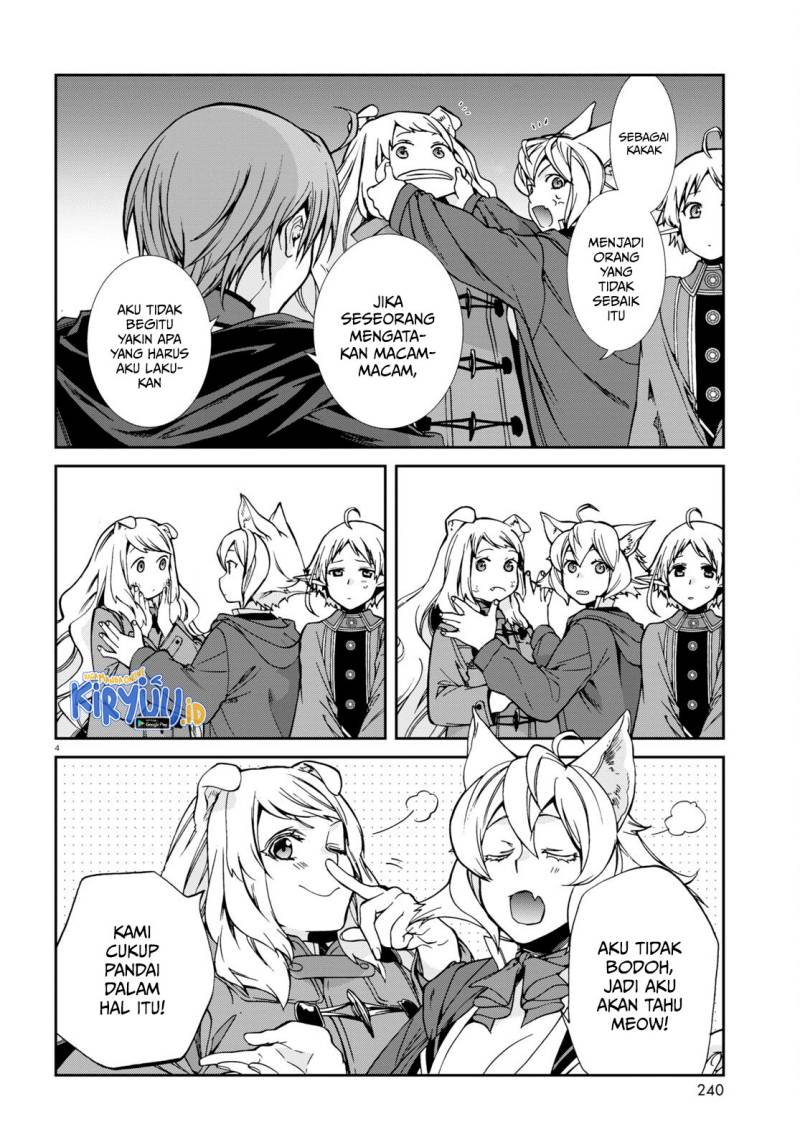 SEBAGAI
KAKAK
MENJADI
ORANG
YANG
TIDAK
SEBAIK
ITU
JIKA
SESEORANG
MENGATA-
KAN MACAM-
MACAM,
AKU TIDAK
BEGITU
YAKIN APA
YANG HARUS
AKU LAKU-
KAN
KIRYUU.ID
Google Play
4
AKU TIDAK
BODOH,
JADI AKU
AKAN TAHU
MEOW!
KAMI
CUKUP
PANDAI
DALAM
HAL ITU!
240